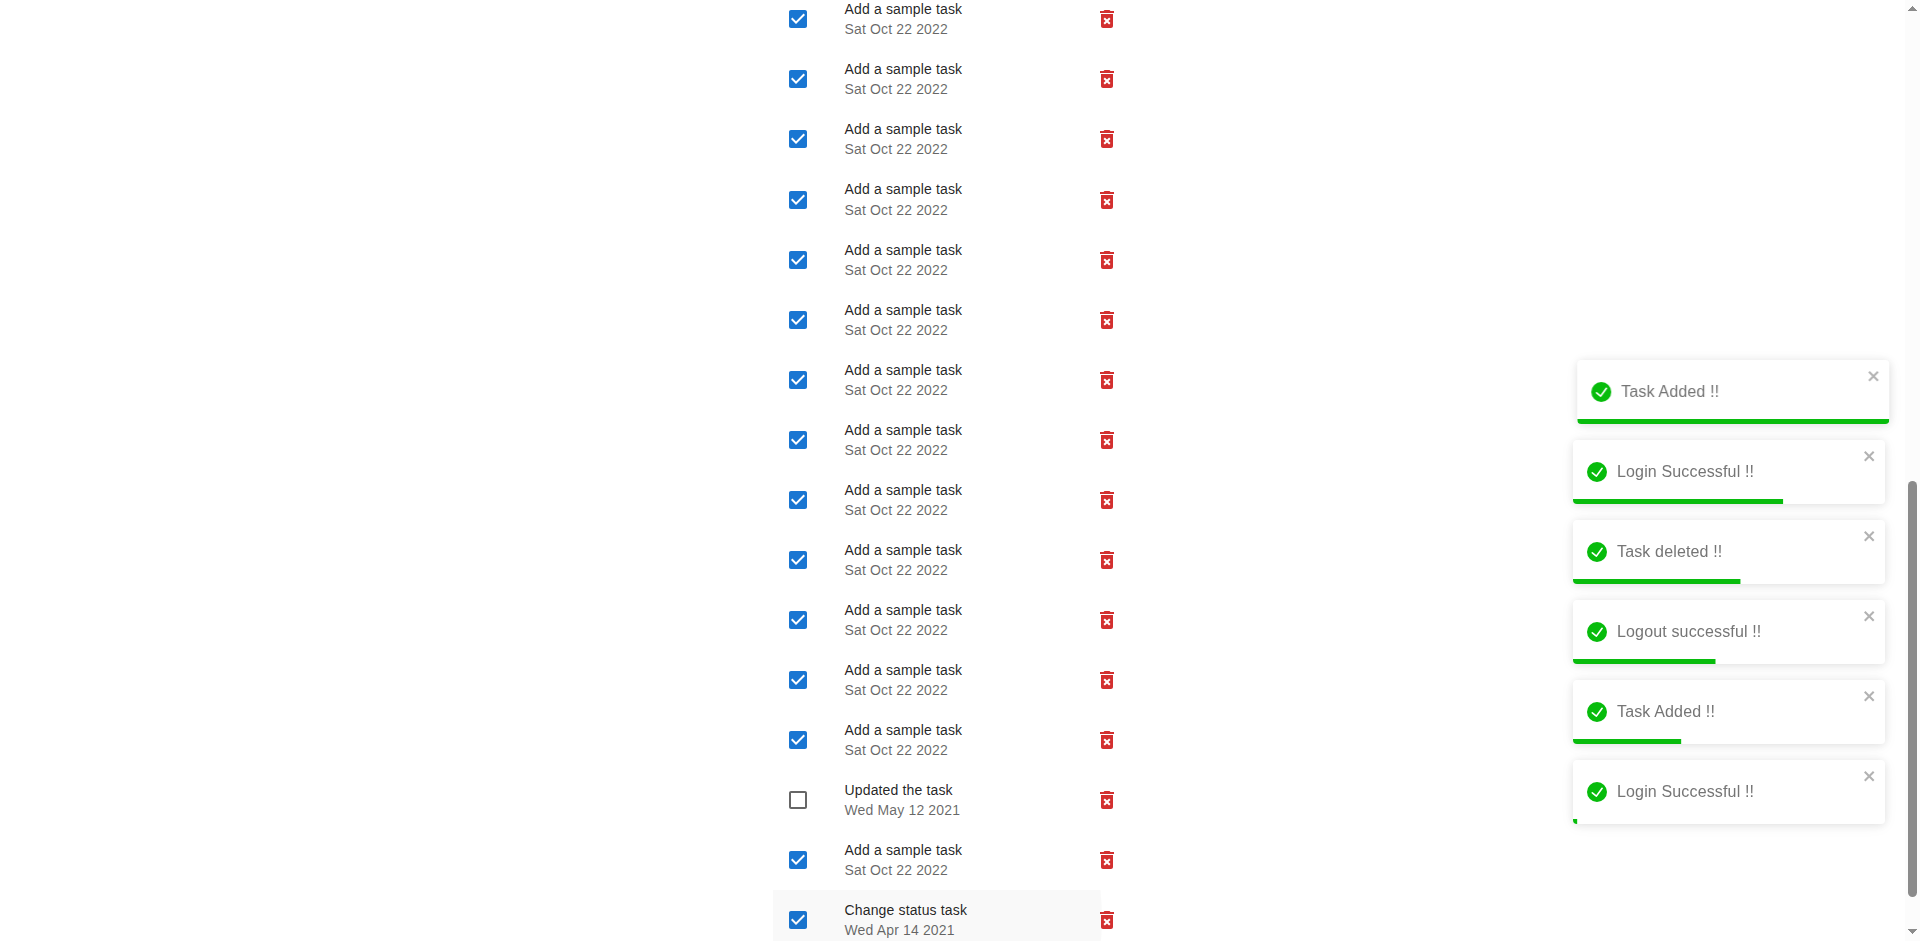 Add a sample task
Sat Oct 22 2022
Add a sample task
Sat Oct 22 2022
Add a sample task
Sat Oct 22 2022
Add a sample task
Sat Oct 22 2022
Add a sample task
Sat Oct 22 2022
Add a sample task
Sat Oct 22 2022
Add a sample task
Sat Oct 22 2022
Add a sample task
Sat Oct 22 2022
Add a sample task
Sat Oct 22 2022
Add a sample task
Sat Oct 22 2022
Add a sample task
Sat Oct 22 2022
Add a sample task
Sat Oct 22 2022
Add a sample task
Sat Oct 22 2022
Updated the task
Wed May 12 2021
Add a sample task
Sat Oct 22 2022
Change status task
Wed Apr 14 2021
Task Added !!
Login Successful !!
Task deleted !!
Logout successful !!
Task Added !!
Login Successful !!